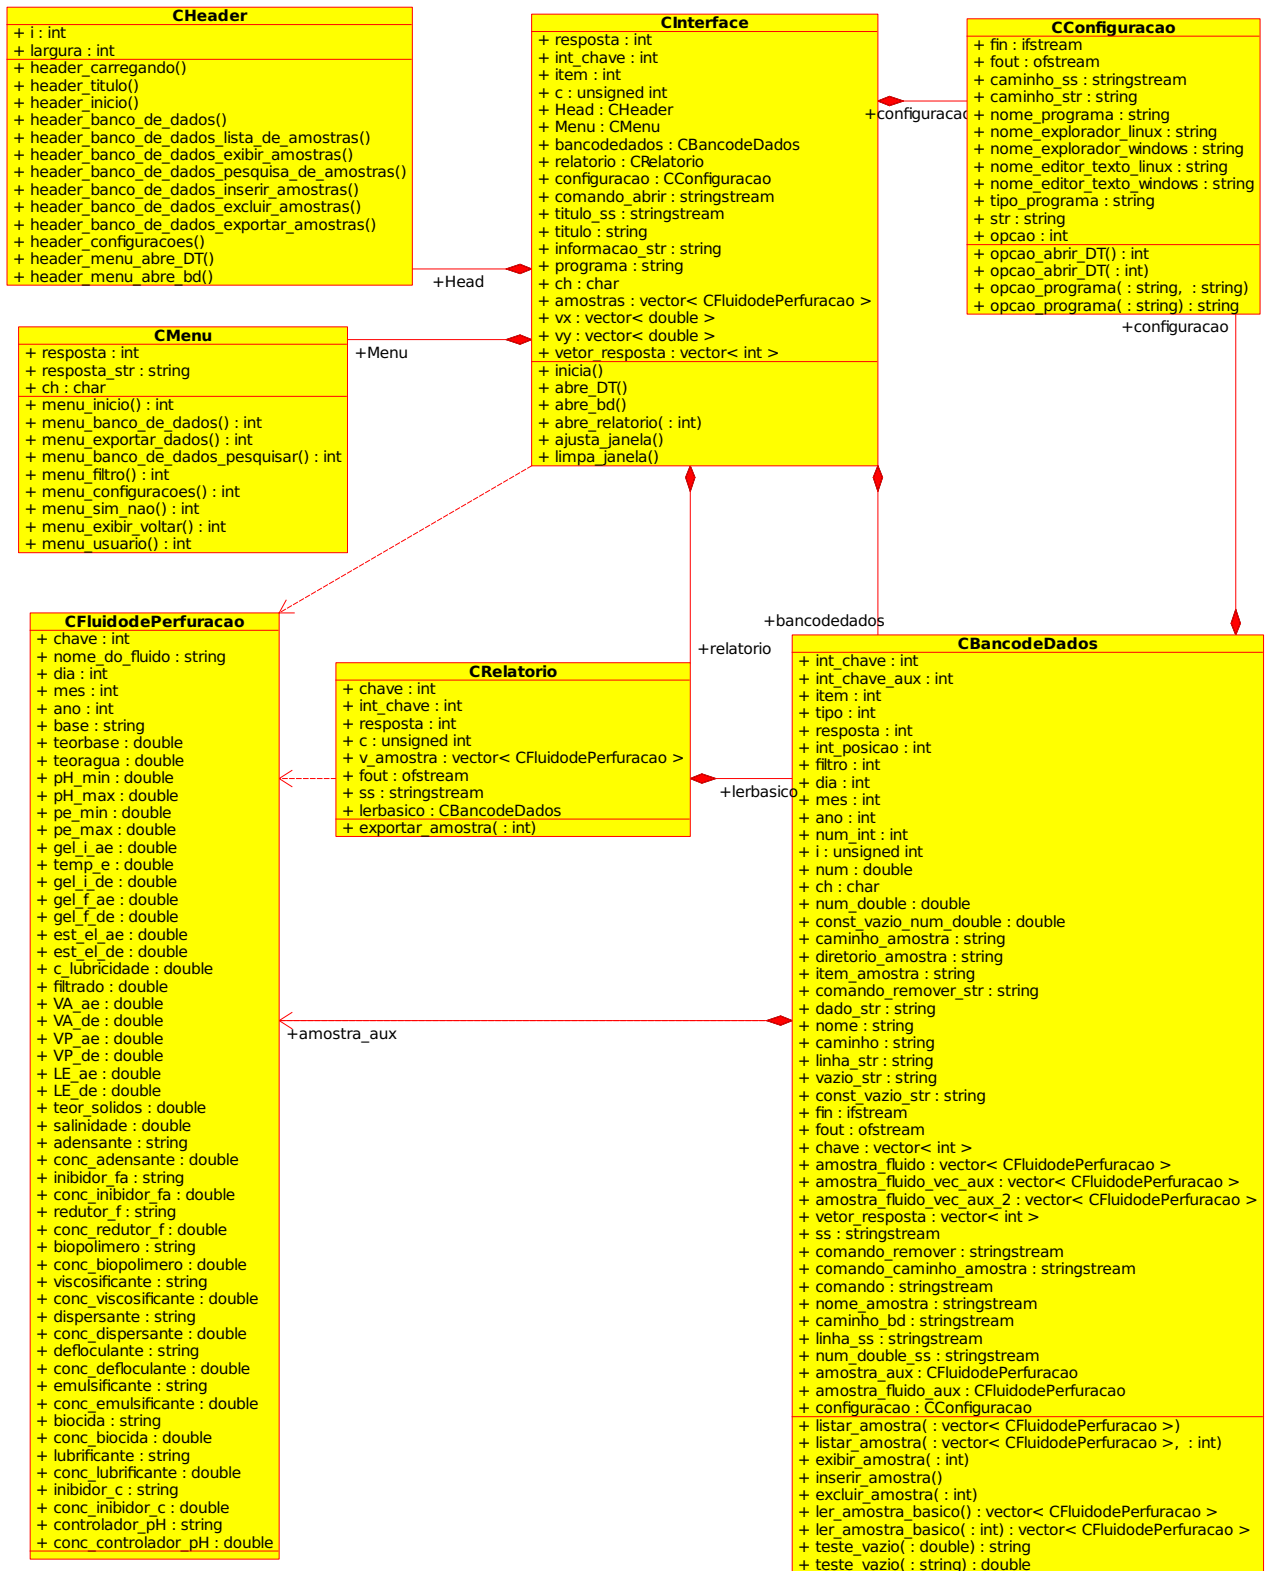 CHeader
+ i : int
+ largura : int
+ header_carregando()
+ header_titulo()
+ header_inicio()
+ header_banco_de_dados()
+ header_banco_de_dados_lista_de_amostras()
+ header_banco_de_dados_exibir_amostras()
+ header_banco_de_dados_pesquisa_de_amostras()
+ header_banco_de_dados_inserir_amostras()
+ header_banco_de_dados_excluir_amostras()
+ header_banco_de_dados_exportar_amostras()
+ header_configuracoes()
+ header_menu_abre_DT()
+ header_menu_abre_bd()
+Head
CMenu
+ resposta : int
+ resposta_str : string
+ ch : char
+ menu_inicio() : int
+ menu_banco_de_dados() : int
+ menu_exportar_dados() : int
+ menu_banco_de_dados_pesquisar() : int
+ menu_filtro() : int
+ menu_configuracoes() : int
+ menu_sim_nao() : int
+ menu_exibir_voltar() : int
+ menu_usuario() : int
+Menu
CInterface
+ resposta : int
+ int_chave : int
+ item : int
+ c : unsigned int
+ Head : CHeader
+ Menu : CMenu
+ bancodedados : CBancodeDados
+ relatorio : CRelatorio
+ configuracao : CConfiguracao
+ comando_abrir : stringstream
+ titulo_ss : stringstream
+ titulo : string
+ informacao_str : string
+ programa : string
+ ch : char
+ amostras : vector< CFluidodePerfuracao >
+ vx : vector< double >
+ vy : vector< double >
+ vetor_resposta : vector< int >
+ inicia()
+ abre_DT()
+ abre_bd()
+ abre_relatorio( : int)
+ ajusta_janela()
+ limpa_janela()
+configuracao
CConfiguracao
+ fin : ifstream
+ fout : ofstream
+ caminho_ss : stringstream
+ caminho_str : string
+ nome_programa : string
+ nome_explorador_linux : string
+ nome_explorador_windows : string
+ nome_editor_texto_linux : string
+ nome_editor_texto_windows : string
+ tipo_programa : string
+ str : string
+ opcao : int
+ opcao_abrir_DT() : int
+ opcao_abrir_DT( : int)
+ opcao_programa( : string,  : string)
+ opcao_programa( : string) : string
+configuracao
CFluidodePerfuracao
+ chave : int
+ nome_do_fluido : string
+ dia : int
+ mes : int
+ ano : int
+ base : string
+ teorbase : double
+ teoragua : double
+ pH_min : double
+ pH_max : double
+ pe_min : double
+ pe_max : double
+ gel_i_ae : double
+ temp_e : double
+ gel_i_de : double
+ gel_f_ae : double
+ gel_f_de : double
+ est_el_ae : double
+ est_el_de : double
+ c_lubricidade : double
+ filtrado : double
+ VA_ae : double
+ VA_de : double
+ VP_ae : double
+ VP_de : double
+ LE_ae : double
+ LE_de : double
+ teor_solidos : double
+ salinidade : double
+ adensante : string
+ conc_adensante : double
+ inibidor_fa : string
+ conc_inibidor_fa : double
+ redutor_f : string
+ conc_redutor_f : double
+ biopolimero : string
+ conc_biopolimero : double
+ viscosificante : string
+ conc_viscosificante : double
+ dispersante : string
+ conc_dispersante : double
+ defloculante : string
+ conc_defloculante : double
+ emulsificante : string
+ conc_emulsificante : double
+ biocida : string
+ conc_biocida : double
+ lubrificante : string
+ conc_lubrificante : double
+ inibidor_c : string
+ conc_inibidor_c : double
+ controlador_pH : string
+ conc_controlador_pH : double
+relatorio
CRelatorio
+ chave : int
+ int_chave : int
+ resposta : int
+ c : unsigned int
+ v_amostra : vector< CFluidodePerfuracao >
+ fout : ofstream
+ ss : stringstream
+ lerbasico : CBancodeDados
+ exportar_amostra( : int)
+lerbasico
+amostra_aux
+bancodedados
CBancodeDados
+ int_chave : int
+ int_chave_aux : int
+ item : int
+ tipo : int
+ resposta : int
+ int_posicao : int
+ filtro : int
+ dia : int
+ mes : int
+ ano : int
+ num_int : int
+ i : unsigned int
+ num : double
+ ch : char
+ num_double : double
+ const_vazio_num_double : double
+ caminho_amostra : string
+ diretorio_amostra : string
+ item_amostra : string
+ comando_remover_str : string
+ dado_str : string
+ nome : string
+ caminho : string
+ linha_str : string
+ vazio_str : string
+ const_vazio_str : string
+ fin : ifstream
+ fout : ofstream
+ chave : vector< int >
+ amostra_fluido : vector< CFluidodePerfuracao >
+ amostra_fluido_vec_aux : vector< CFluidodePerfuracao >
+ amostra_fluido_vec_aux_2 : vector< CFluidodePerfuracao >
+ vetor_resposta : vector< int >
+ ss : stringstream
+ comando_remover : stringstream
+ comando_caminho_amostra : stringstream
+ comando : stringstream
+ nome_amostra : stringstream
+ caminho_bd : stringstream
+ linha_ss : stringstream
+ num_double_ss : stringstream
+ amostra_aux : CFluidodePerfuracao
+ amostra_fluido_aux : CFluidodePerfuracao
+ configuracao : CConfiguracao
+ listar_amostra( : vector< CFluidodePerfuracao >)
+ listar_amostra( : vector< CFluidodePerfuracao >,  : int)
+ exibir_amostra( : int)
+ inserir_amostra()
+ excluir_amostra( : int)
+ ler_amostra_basico() : vector< CFluidodePerfuracao >
+ ler_amostra_basico( : int) : vector< CFluidodePerfuracao >
+ teste_vazio( : double) : string
+ teste_vazio( : string) : double